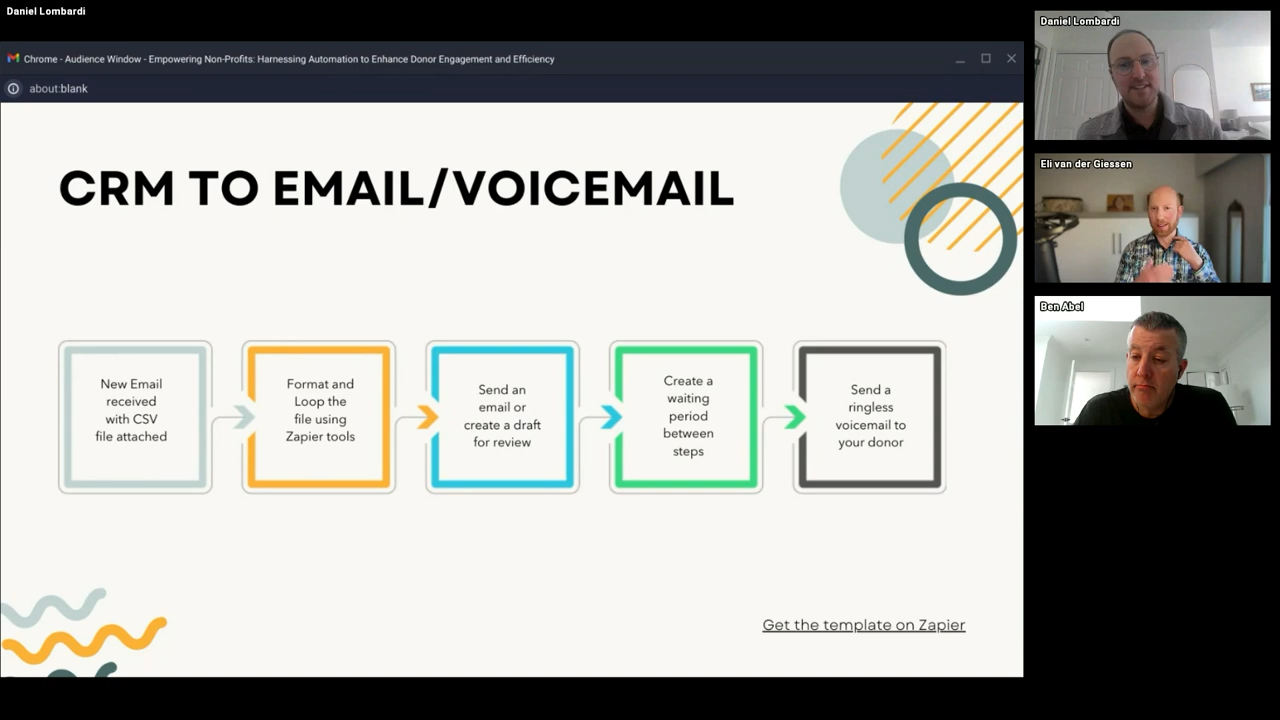 Daniel Lombardi
Chrome - Audience Window - Empowering Non-Profits: Harnessing Automation to Enhance Donor Engagement and Efficiency
about:blank
CRM TO EMAIL/VOICEMAIL
New Email
received
with CSV
file attached
Format and
Loop the
file using
Zapier tools
Send an
email or
create a draft
for review
Create a
waiting
period
between
steps
Send a
ringless
voicemail to
your donor
Get the template on Zapier
Daniel Lombardi
Eli van der Giessen
Ben Abel